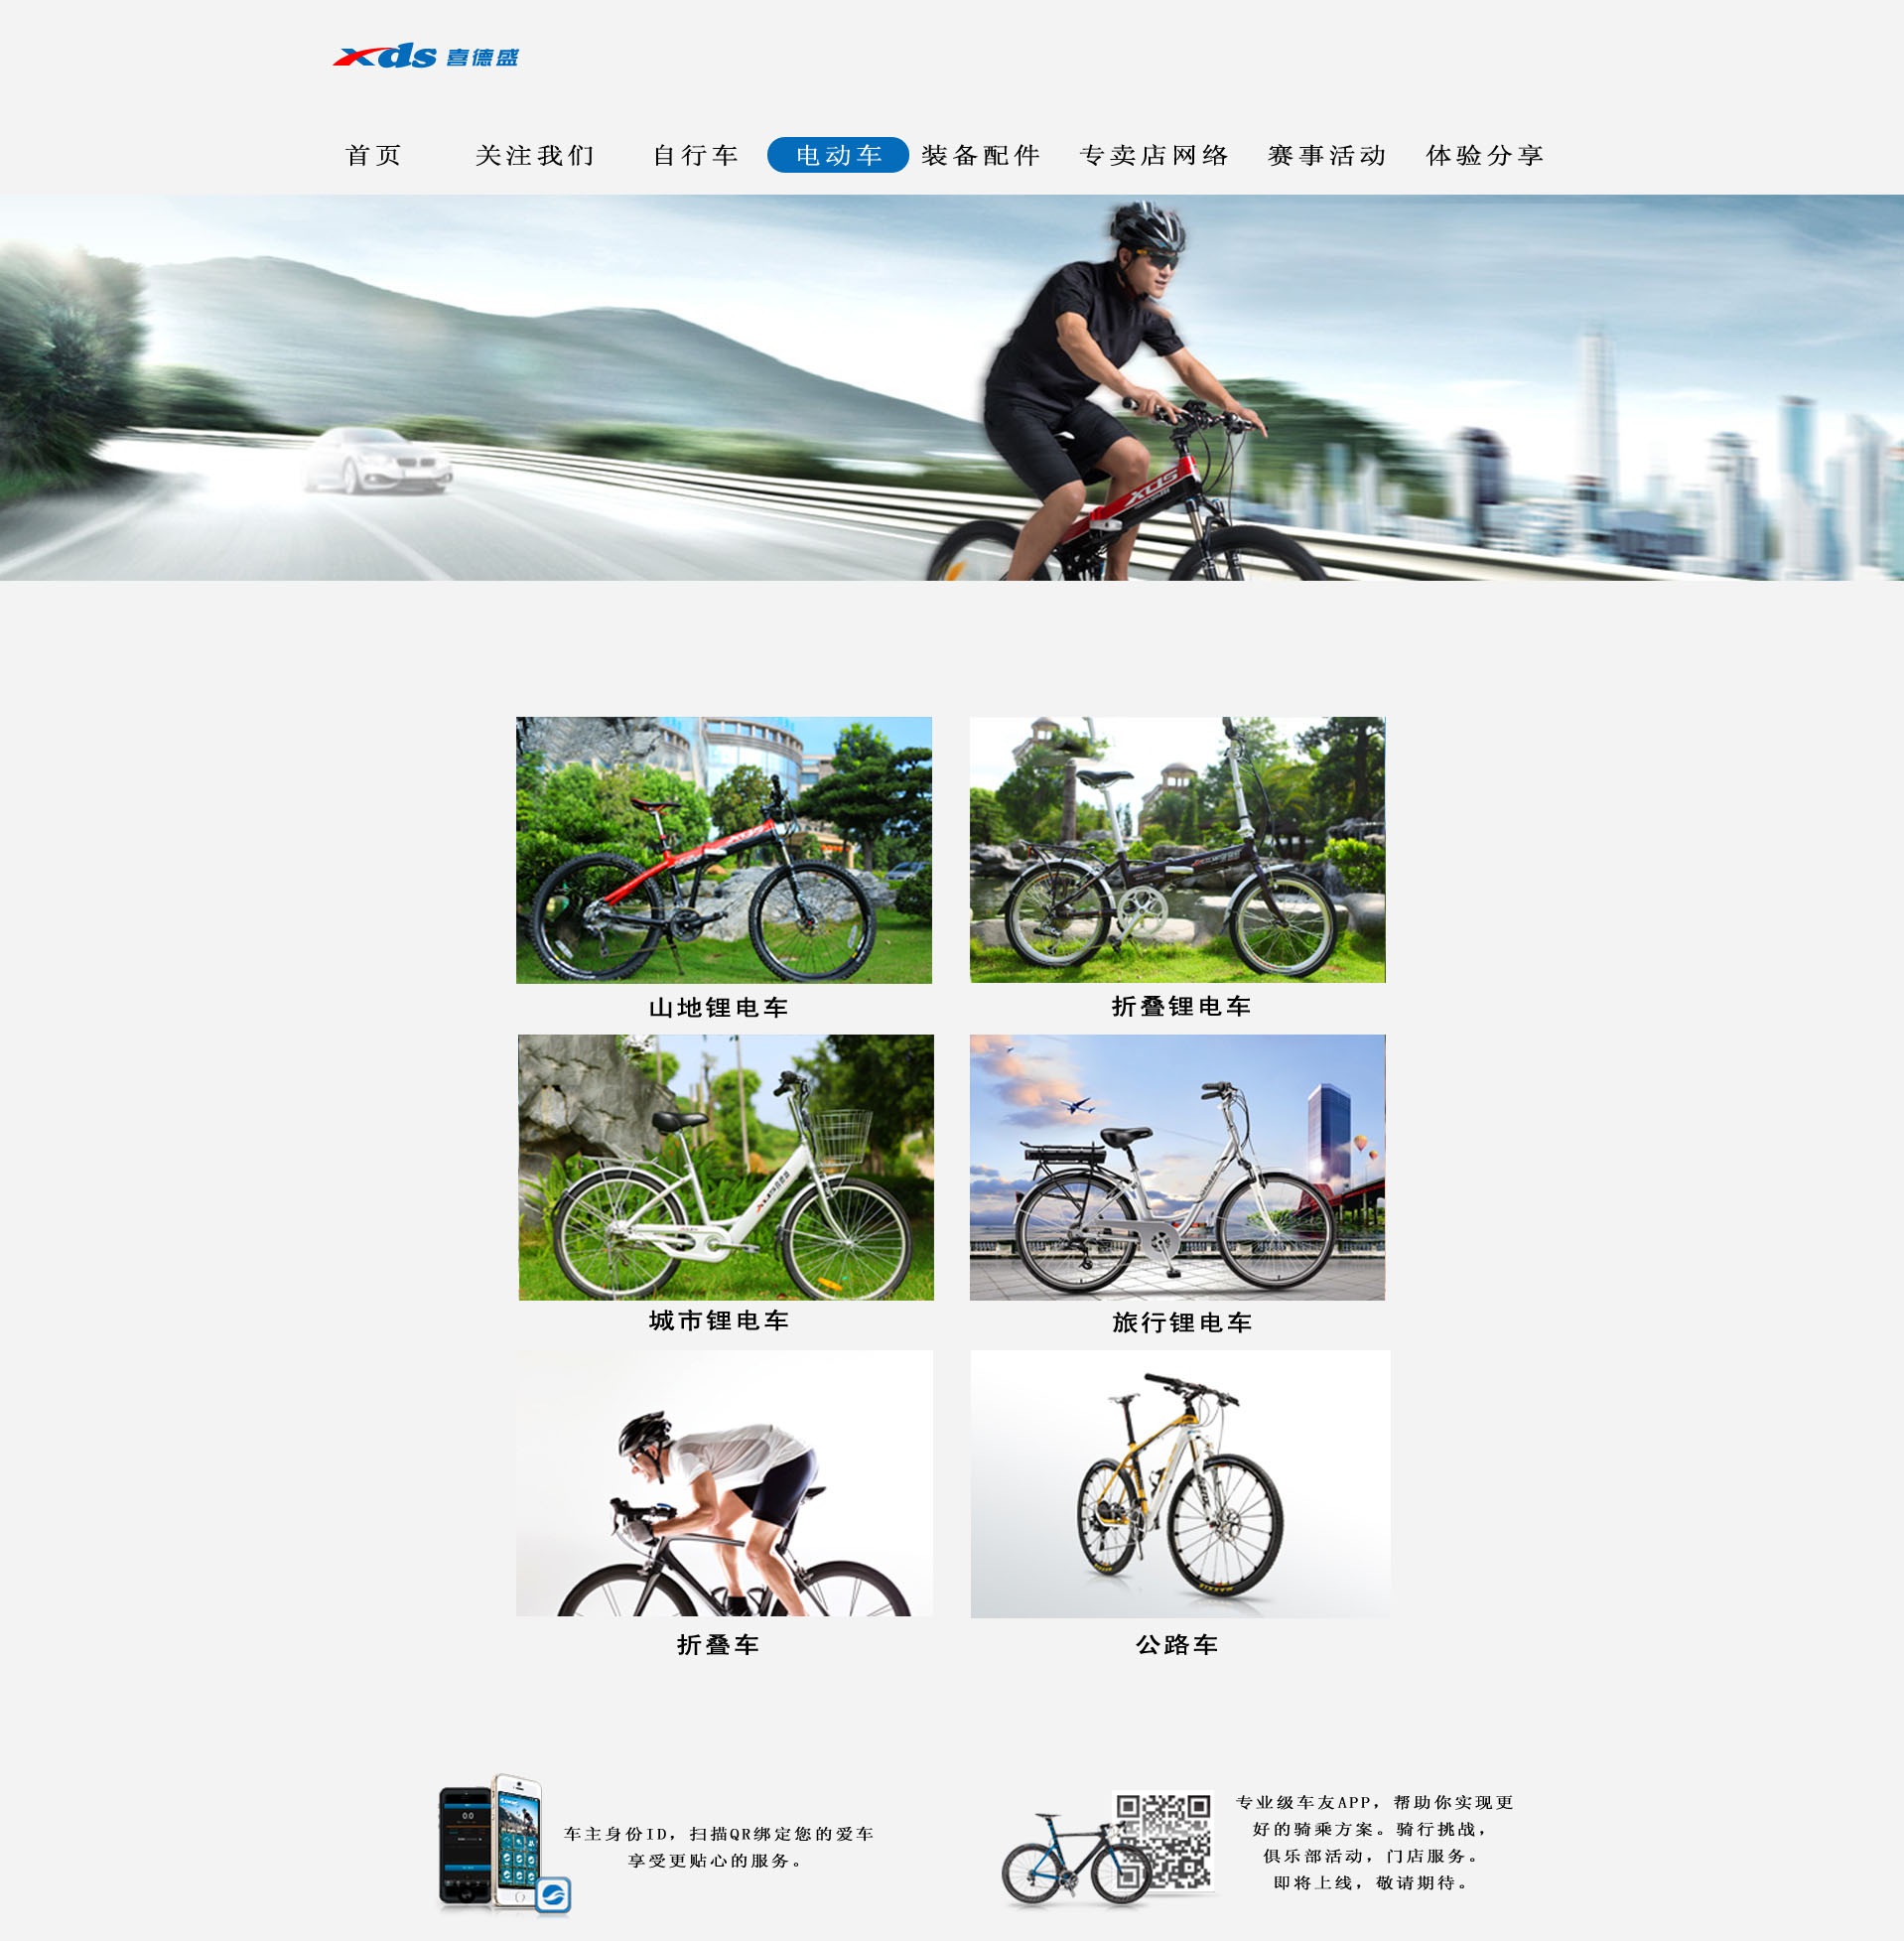 xds 喜德盛
首页 关注我们 自行车 电动车 装备配件 专卖店网络 赛事活动 体验分享
xds
山地锂电车 折叠锂电车
城市锂电车 旅行锂电车
折叠车 公路车
车主身份ID，扫描QR绑定您的爱车
享受更贴心的服务。
专业级车友APP，帮助你实现更
好的骑乘方案。骑行挑战，
俱乐部活动，门店服务。
即将上线，敬请期待。